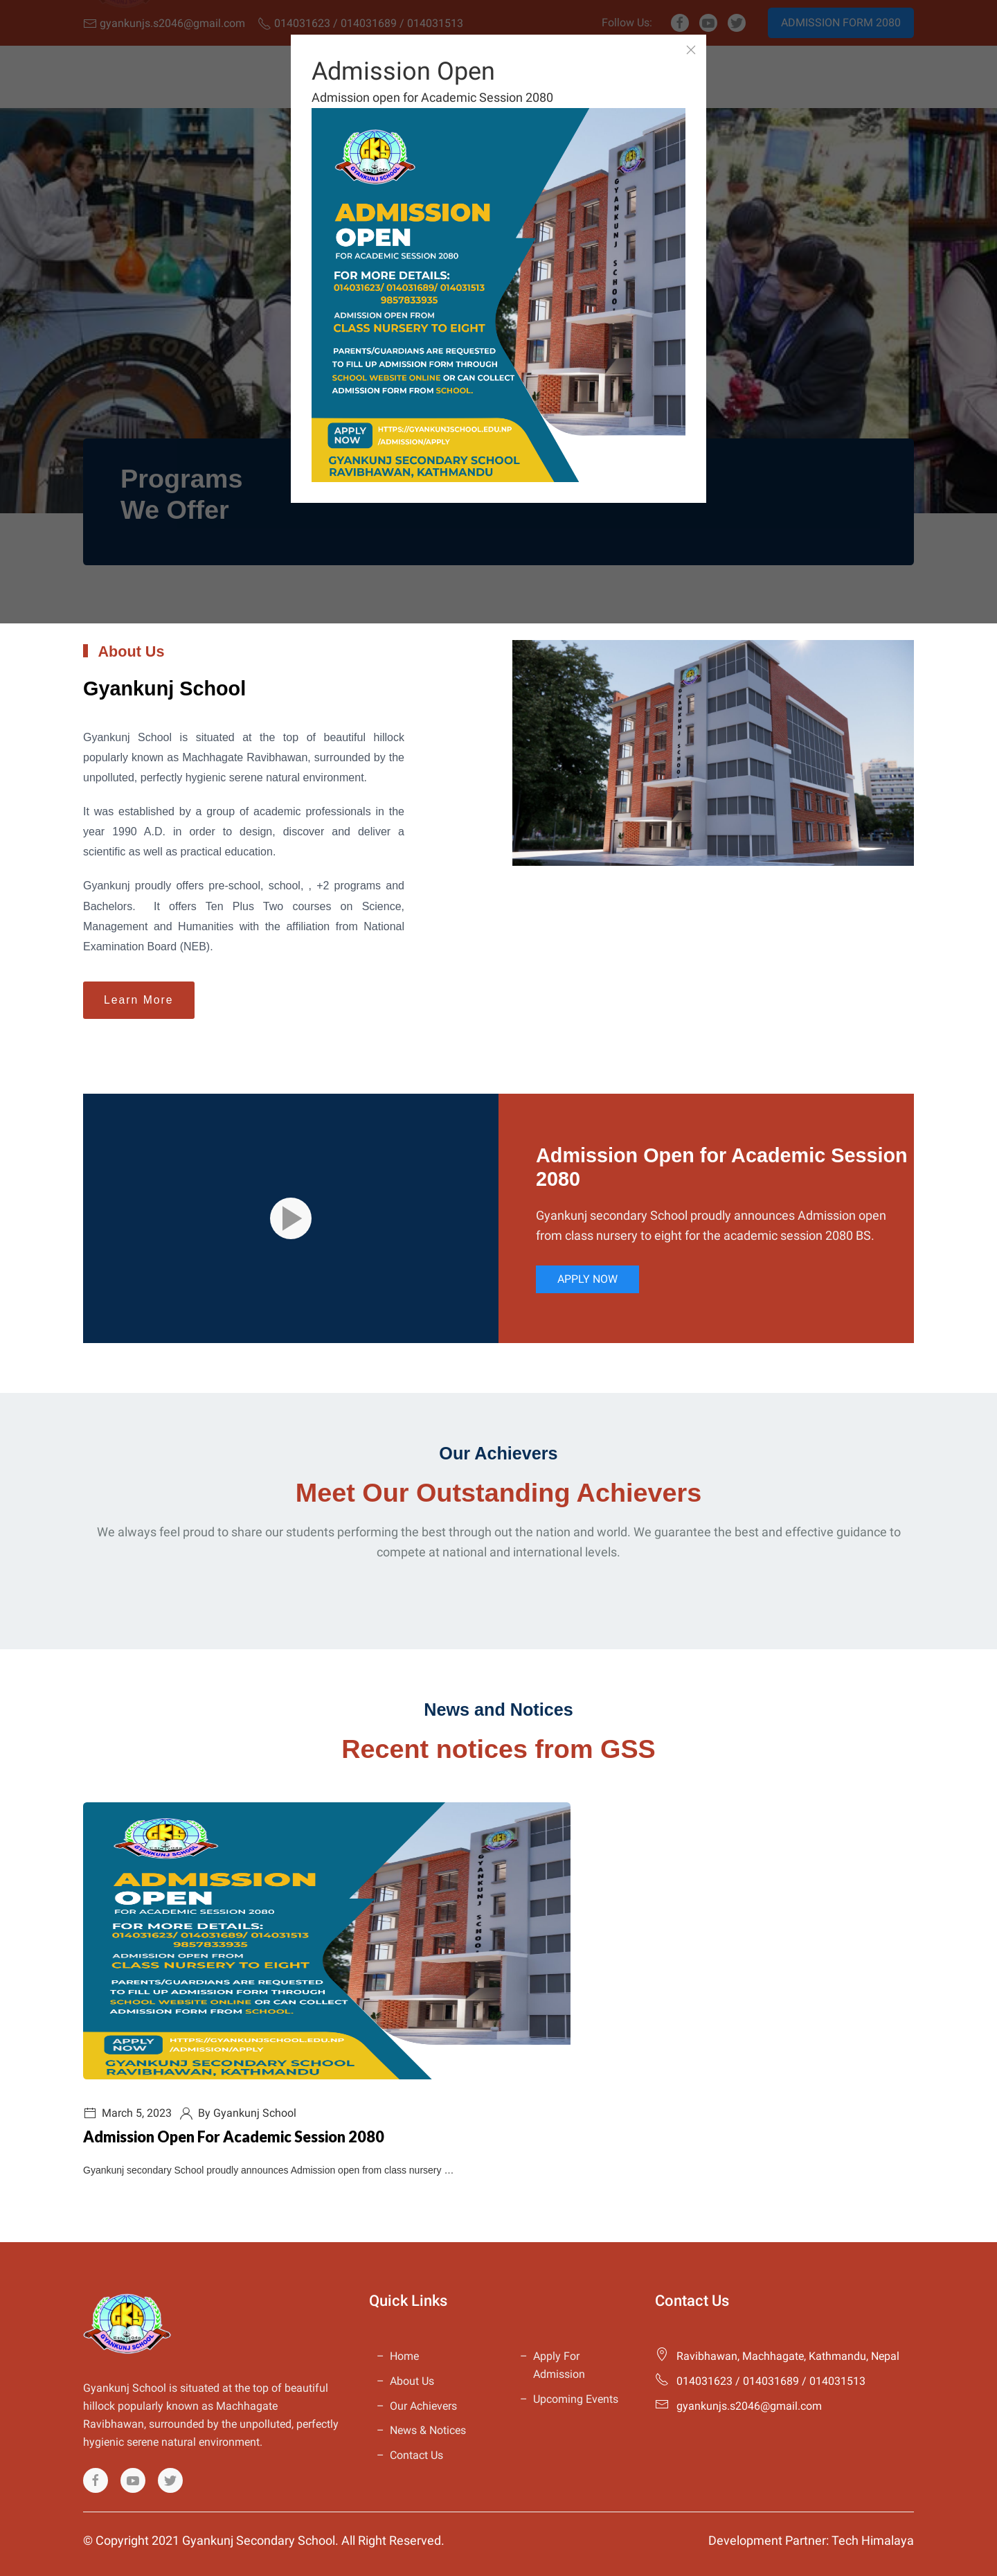 gyankunjs.s2046@gmail.com 014031623 / 014031689 / 014031513 Follow Us: ADMISSION FORM 2080
Admission Open
Admission open for Academic Session 2080
GKS
GYANKUNJ SCHOOL
GYANKUNJ SCHOOL
ADMISSION
OPEN
FOR ACADEMIC SESSION 2080
FOR MORE DETAILS:
014031623/ 014031689/ 014031513
9857833935
ADMISSION OPEN FROM
CLASS NURSERY TO EIGHT
PARENTS/GUARDIANS ARE REQUESTED
TO FILL UP ADMISSION FORM THROUGH
SCHOOL WEBSITE ONLINE OR CAN COLLECT
ADMISSION FORM FROM SCHOOL.
APPLY
NOW
HTTPS://GYANKUNJSCHOOL.EDU.NP
/ADMISSION/APPLY
GYANKUNJ SECONDARY SCHOOL
RAVIBHAWAN, KATHMANDU
Programs
We Offer
About Us
Gyankunj School
Gyankunj School is situated at the top of beautiful hillock
popularly known as Machhagate Ravibhawan, surrounded by the
unpolluted, perfectly hygienic serene natural environment.
It was established by a group of academic professionals in the
year 1990 A.D. in order to design, discover and deliver a
scientific as well as practical education.
Gyankunj proudly offers pre-school, school, , +2 programs and
Bachelors. It offers Ten Plus Two courses on Science,
Management and Humanities with the affiliation from National
Examination Board (NEB).
Learn More
GYANKUNJ SCHOOL
Admission Open for Academic Session
2080
Gyankunj secondary School proudly announces Admission open
from class nursery to eight for the academic session 2080 BS.
APPLY NOW
Our Achievers
Meet Our Outstanding Achievers
We always feel proud to share our students performing the best through out the nation and world. We guarantee the best and effective guidance to
compete at national and international levels.
News and Notices
Recent notices from GSS
GKS
GYANKUNJ SCHOOL
GYANKUNJ SCHOOL
ADMISSION
OPEN
FOR ACADEMIC SESSION 2080
FOR MORE DETAILS:
014031623/ 014031689/ 014031513
9857833935
ADMISSION OPEN FROM
CLASS NURSERY TO EIGHT
PARENTS/GUARDIANS ARE REQUESTED
TO FILL UP ADMISSION FORM THROUGH
SCHOOL WEBSITE ONLINE OR CAN COLLECT
ADMISSION FORM FROM SCHOOL.
APPLY
NOW
HTTPS://GYANKUNJSCHOOL.EDU.NP
/ADMISSION/APPLY
GYANKUNJ SECONDARY SCHOOL
RAVIBHAWAN, KATHMANDU
March 5, 2023 By Gyankunj School
Admission Open For Academic Session 2080
Gyankunj secondary School proudly announces Admission open from class nursery …
GKS
GYANKUNJ SCHOOL
Gyankunj School is situated at the top of beautiful
hillock popularly known as Machhagate
Ravibhawan, surrounded by the unpolluted, perfectly
hygienic serene natural environment.
Quick Links
– Home
– About Us
– Our Achievers
– News & Notices
– Contact Us
– Apply For
Admission
– Upcoming Events
Contact Us
Ravibhawan, Machhagate, Kathmandu, Nepal
014031623 / 014031689 / 014031513
gyankunjs.s2046@gmail.com
© Copyright 2021 Gyankunj Secondary School. All Right Reserved.
Development Partner: Tech Himalaya